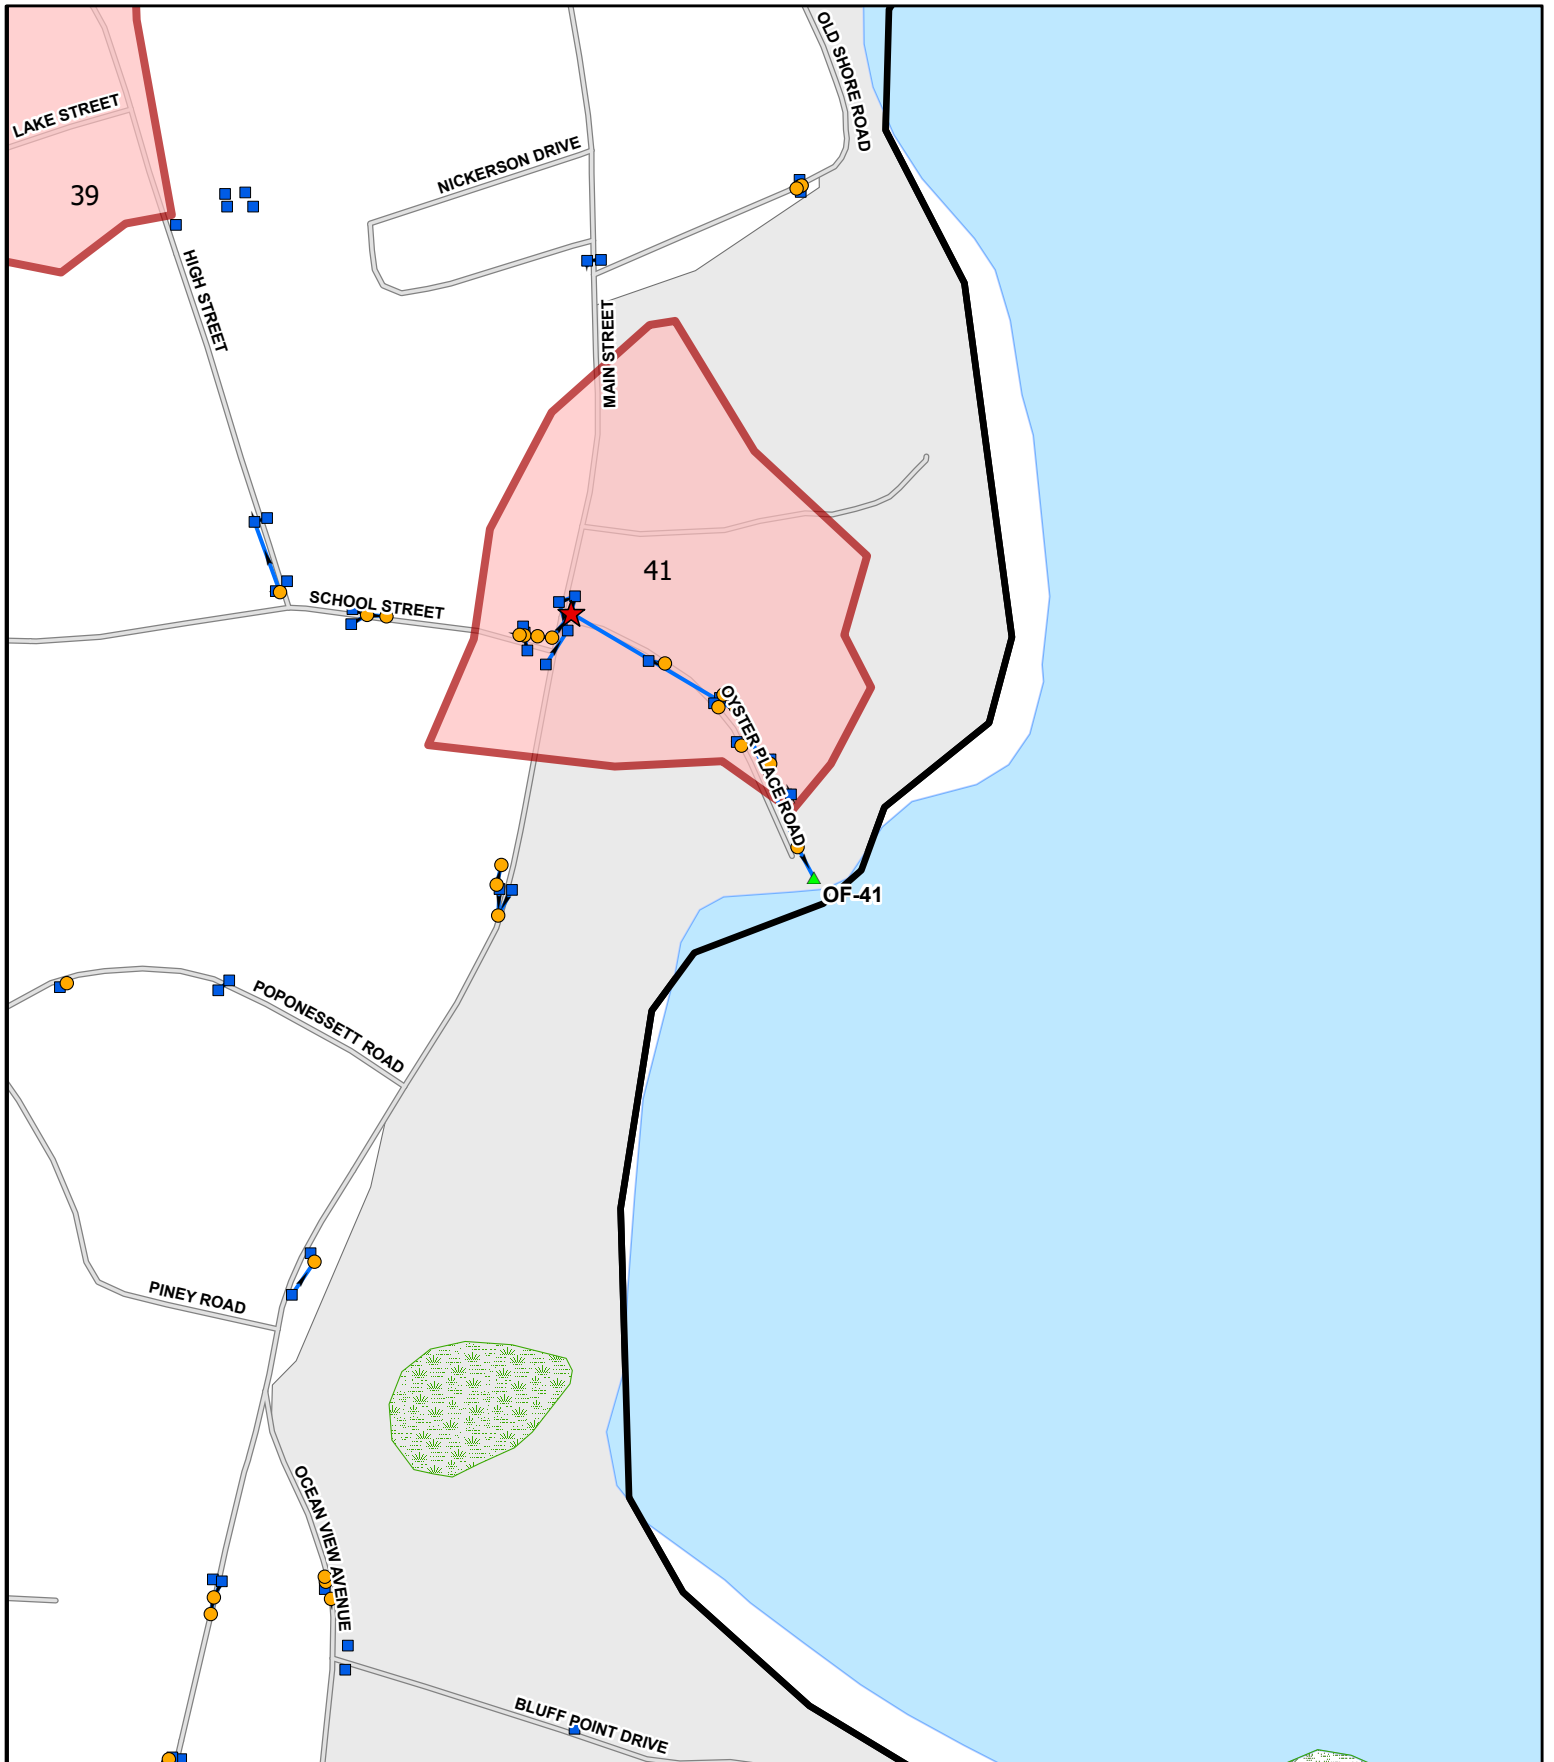 OLD SHORE ROAD
LAKE STREET
NICKERSON DRIVE
39
HIGH STREET
MAIN STREET
41
SCHOOL STREET
OYSTER PLACE ROAD
OF-41
POPONESSETT ROAD
PINEY ROAD
OCEAN VIEW AVENUE
BLUFF POINT DRIVE